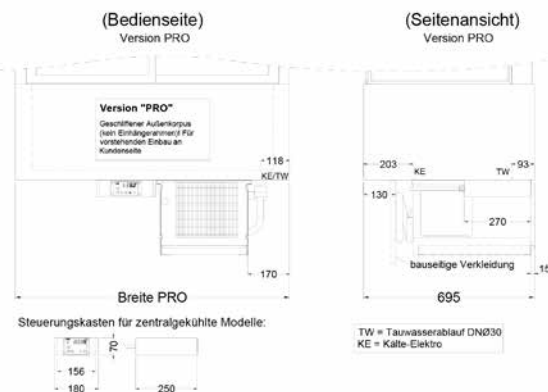 (Bedienseite)
Version PRO
(Seitenansicht)
Version PRO
Version "PRO"
Geschliffener Außenkorpus
(kein Einhängerahmen)! Für
vorstehenden Einbau an
Kundenseite
118
KE/TW
170
Breite PRO
203
KE
TW
93
130
270
bauseitige Verkleidung
15
695
Steuerungskasten für zentralgekühlte Modelle:
70
156
180
250
TW = Tauwasserablauf DNØ30
KE = Kälte-Elektro